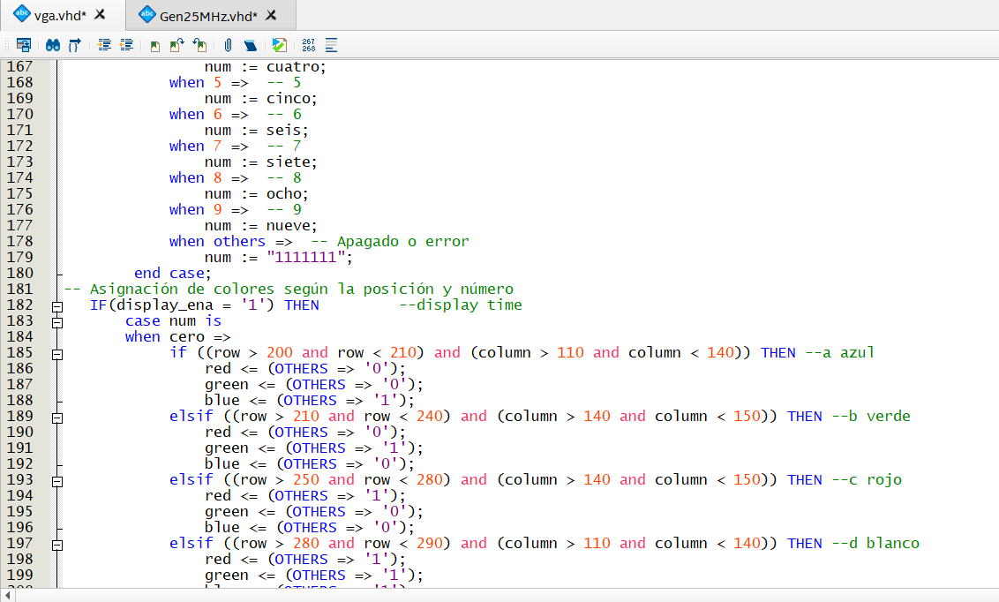 abc vga.vhd* X abc Gen25MHz.vhd* X
267
268
167 num := cuatro;
168 when 5 => -- 5
169 num := cinco;
170 when 6 => -- 6
171 num := seis;
172 when 7 => -- 7
173 num := siete;
174 when 8 => -- 8
175 num := ocho;
176 when 9 => -- 9
177 num := nueve;
178 when others => -- Apagado o error
179 num := "1111111";
180 end case;
181 -- Asignación de colores según la posición y número
182 IF(display_ena = '1') THEN --display time
183 case num is
184 when cero =>
185 if ((row > 200 and row < 210) and (column > 110 and column < 140)) THEN --a azul
186 red <= (OTHERS => '0');
187 green <= (OTHERS => '0');
188 blue <= (OTHERS => '1');
189 elsif ((row > 210 and row < 240) and (column > 140 and column < 150)) THEN --b verde
190 red <= (OTHERS => '0');
191 green <= (OTHERS => '1');
192 blue <= (OTHERS => '0');
193 elsif ((row > 250 and row < 280) and (column > 140 and column < 150)) THEN --c rojo
194 red <= (OTHERS => '1');
195 green <= (OTHERS => '0');
196 blue <= (OTHERS => '0');
197 elsif ((row > 280 and row < 290) and (column > 110 and column < 140)) THEN --d blanco
198 red <= (OTHERS => '1');
199 green <= (OTHERS => '1');